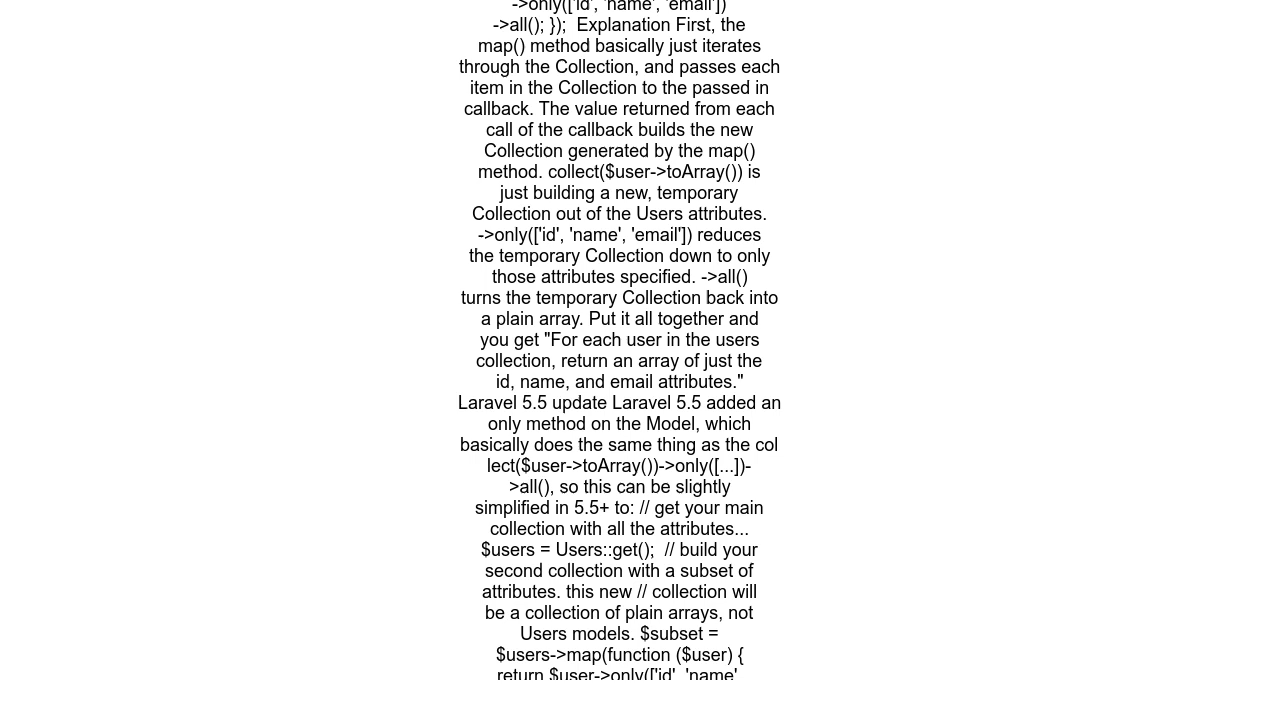 ->only(['id', 'name', 'email'])
->all(); });  Explanation First, the
map() method basically just iterates
through the Collection, and passes each
item in the Collection to the passed in
callback. The value returned from each
call of the callback builds the new
Collection generated by the map()
method. collect($user->toArray()) is
just building a new, temporary
Collection out of the Users attributes.
->only(['id', 'name', 'email']) reduces
the temporary Collection down to only
those attributes specified. ->all()
turns the temporary Collection back into
a plain array. Put it all together and
you get "For each user in the users
collection, return an array of just the
id, name, and email attributes."
Laravel 5.5 update Laravel 5.5 added an
only method on the Model, which
basically does the same thing as the col
lect($user->toArray())->only([...])-
>all(), so this can be slightly
simplified in 5.5+ to: // get your main
collection with all the attributes...
$users = Users::get();  // build your
second collection with a subset of
attributes. this new // collection will
be a collection of plain arrays, not
Users models. $subset =
$users->map(function ($user) {
return $user->only(['id', 'name',